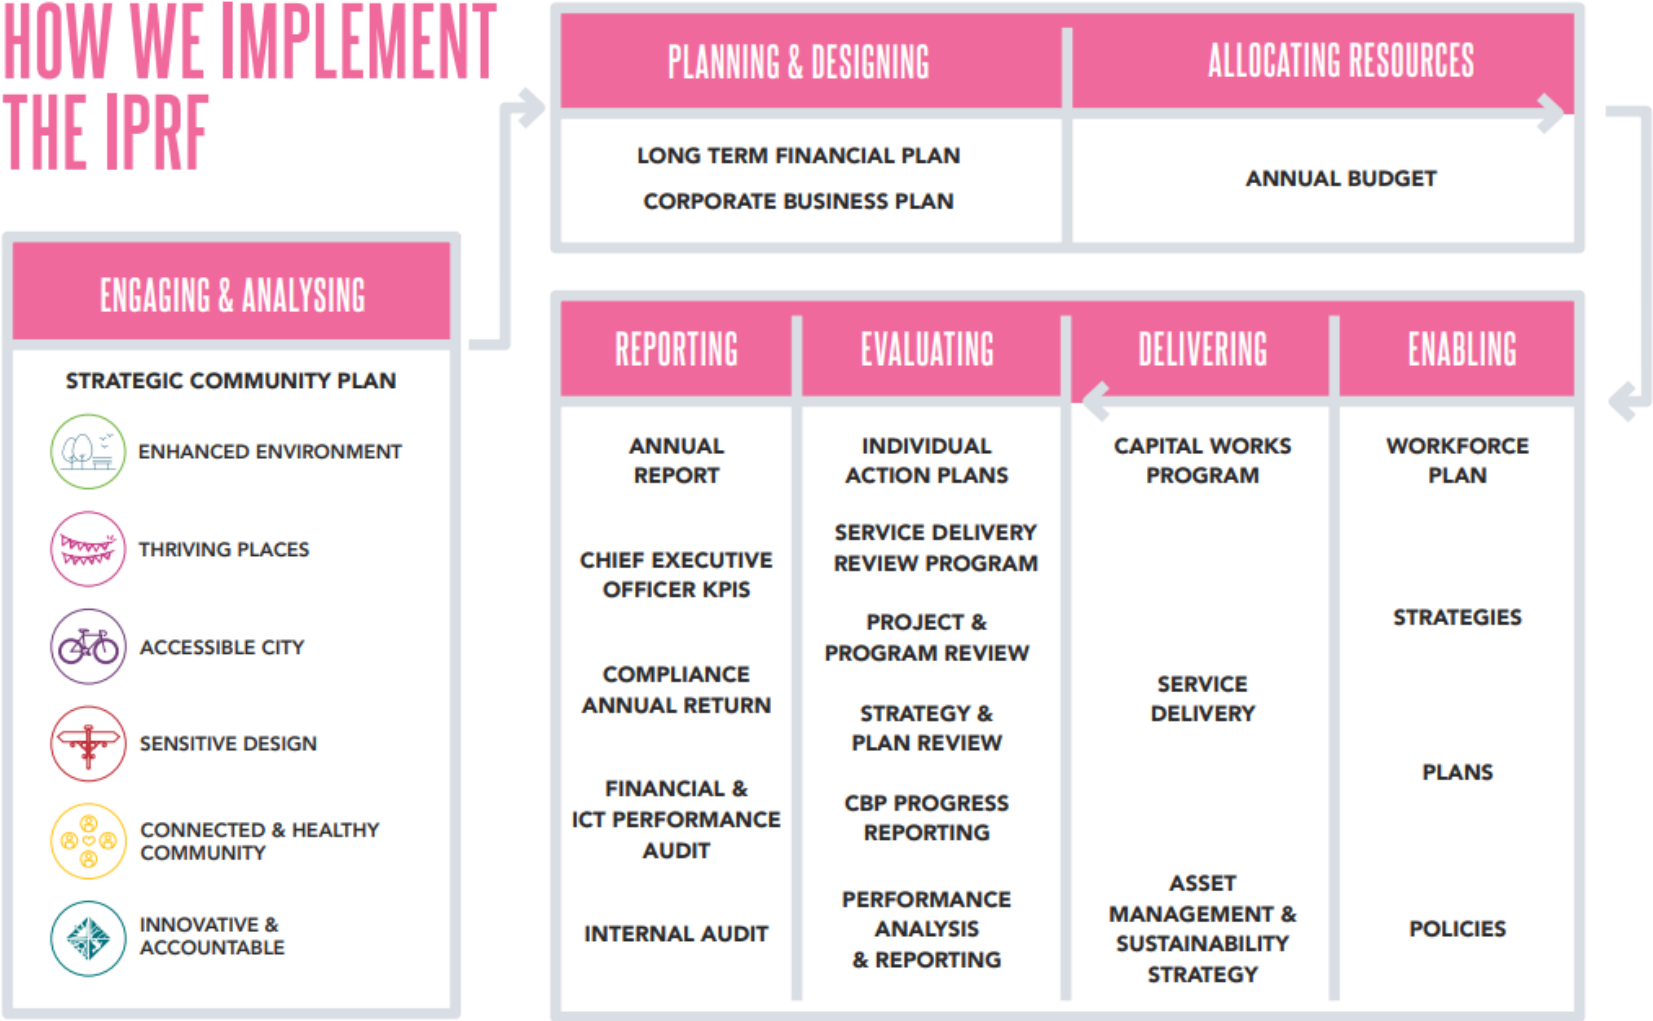 HOW WE IMPLEMENT
THE IPRF
ENGAGING & ANALYSING
STRATEGIC COMMUNITY PLAN
ENHANCED ENVIRONMENT
THRIVING PLACES
ACCESSIBLE CITY
SENSITIVE DESIGN
CONNECTED & HEALTHY
COMMUNITY
INNOVATIVE &
ACCOUNTABLE
PLANNING & DESIGNING
LONG TERM FINANCIAL PLAN
CORPORATE BUSINESS PLAN
ALLOCATING RESOURCES
ANNUAL BUDGET
REPORTING
ANNUAL
REPORT
CHIEF EXECUTIVE
OFFICER KPIS
COMPLIANCE
ANNUAL RETURN
FINANCIAL &
ICT PERFORMANCE
AUDIT
INTERNAL AUDIT
EVALUATING
INDIVIDUAL
ACTION PLANS
SERVICE DELIVERY
REVIEW PROGRAM
PROJECT &
PROGRAM REVIEW
STRATEGY &
PLAN REVIEW
CBP PROGRESS
REPORTING
PERFORMANCE
ANALYSIS
& REPORTING
DELIVERING
CAPITAL WORKS
PROGRAM
SERVICE
DELIVERY
ASSET
MANAGEMENT &
SUSTAINABILITY
STRATEGY
ENABLING
WORKFORCE
PLAN
STRATEGIES
PLANS
POLICIES